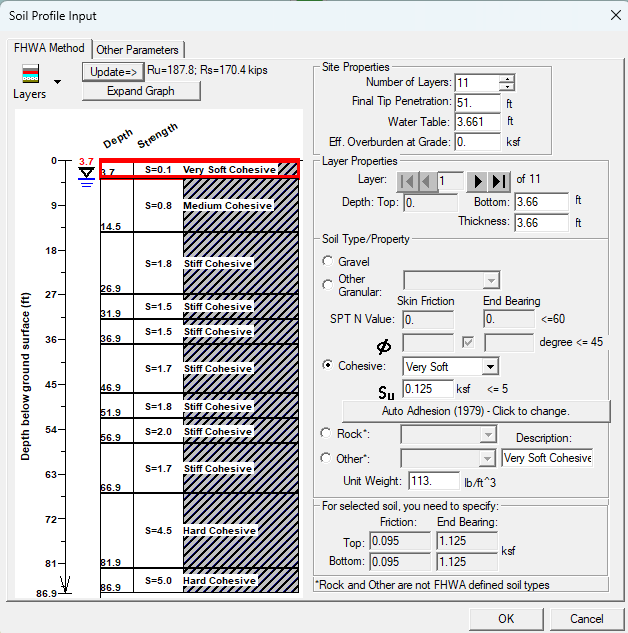 Soil Profile Input
FHWA Method
Other Parameters
Layers
Update=>
Ru=187.8; Rs=170.4 kips
Expand Graph
Depth
Strength
0
3.7
3.7
S=0.1
Very Soft Cohesive
9
S=0.8
Medium Cohesive
14.5
18
S=1.8
Stiff Cohesive
26.9
27
S=1.5
Stiff Cohesive
31.9
S=1.5
Stiff Cohesive
36
36.9
S=1.7
Stiff Cohesive
45
46.9
S=1.8
Stiff Cohesive
51.9
54
S=2.0
Stiff Cohesive
56.9
63
S=1.7
Stiff Cohesive
66.9
72
S=4.5
Hard Cohesive
81
81.9
S=5.0
Hard Cohesive
86.9
86.9
Depth below ground surface (ft)
Site Properties
Number of Layers: 11
Final Tip Penetration: 51. ft
Water Table: 3.661 ft
Eff. Overburden at Grade: 0. ksf
Layer Properties
Layer: 1 of 11
Depth: Top: 0. Bottom: 3.66 ft
Thickness: 3.66 ft
Soil Type/Property
Gravel
Other
Granular:
Skin Friction End Bearing
SPT N Value: 0. 0. <=60
ϕ degree <= 45
Cohesive: Very Soft
Su 0.125 ksf <= 5
Auto Adhesion (1979) - Click to change.
Rock*: Description:
Other*: Very Soft Cohesive
Unit Weight: 113. lb/ft^3
For selected soil, you need to specify:
Friction: End Bearing:
Top: 0.095 1.125
ksf
Bottom: 0.095 1.125
*Rock and Other are not FHWA defined soil types
OK
Cancel